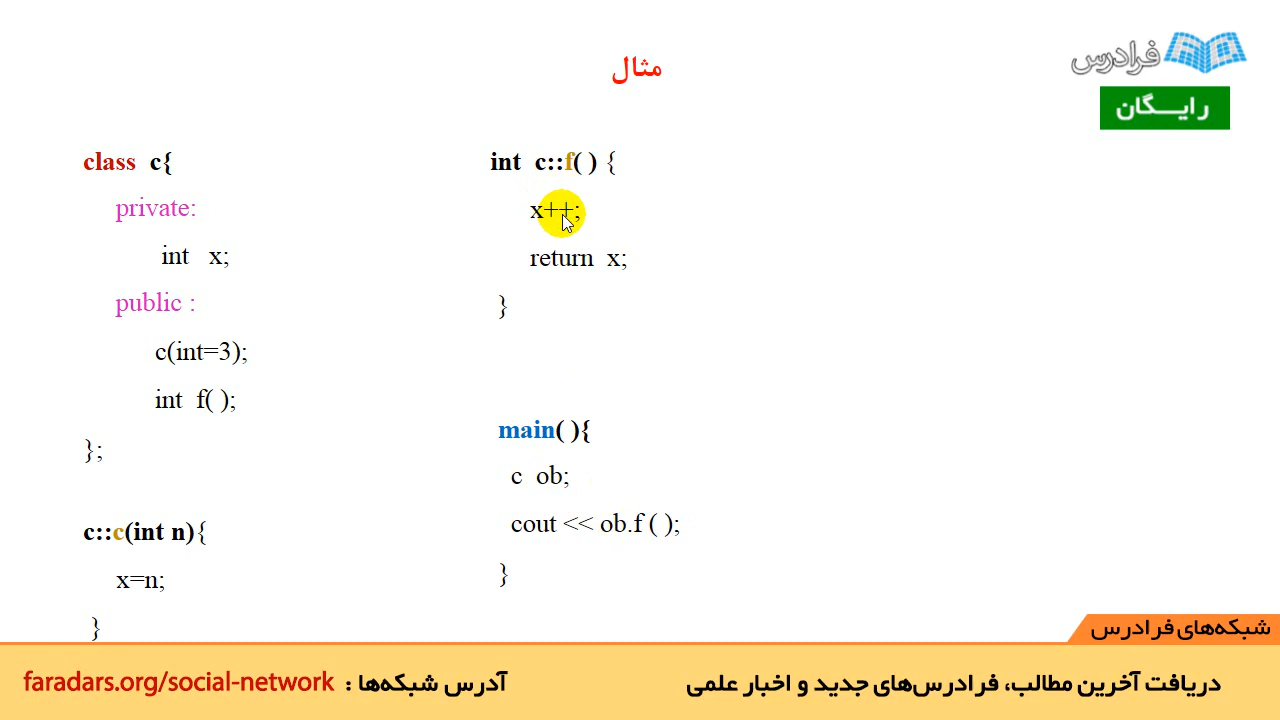 مثال
فرادرس
رایـــگان
class c{
private:
int x;
public :
c(int=3);
int f( );
};
c::c(int n){
x=n;
}
int c::f( ) {
x++;
return x;
}
main( ){
c ob;
cout << ob.f ( );
}
شبکه‌های فرادرس
دریافت آخرین مطالب، فرادرس‌های جدید و اخبار علمی
آدرس شبکه‌ها : faradars.org/social-network